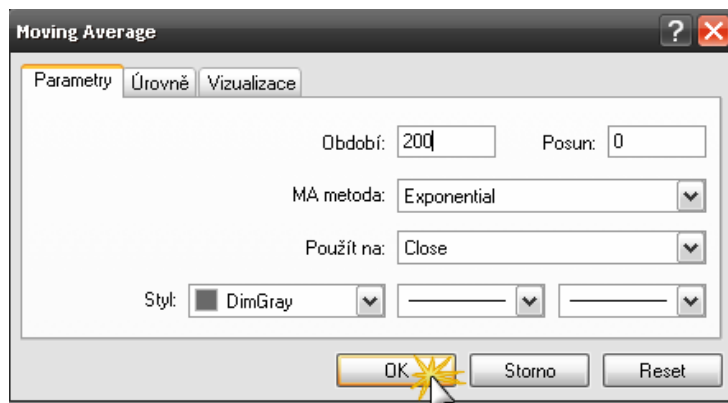 Moving Average
Parametry Úrovně Vizualizace
Období: 200 Posun: 0
MA metoda: Exponential
Použít na: Close
Styl: DimGray
OK Storno Reset